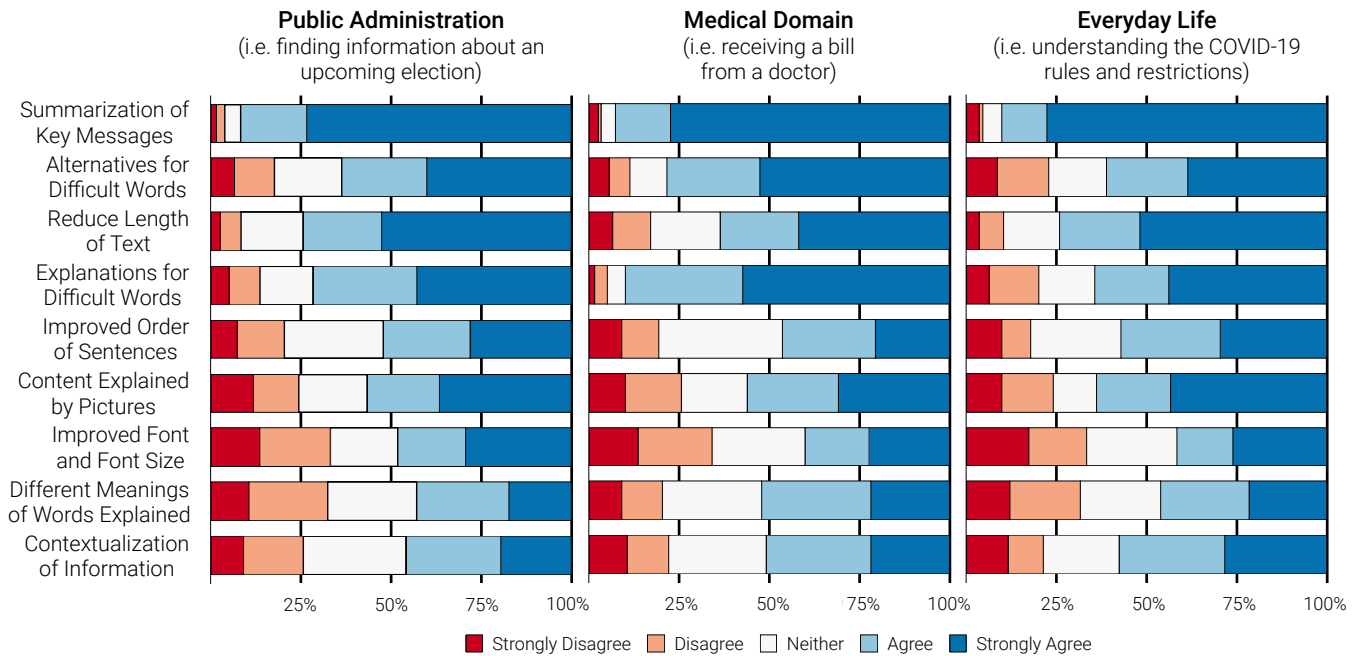 Public Administration
(i.e. finding information about an
upcoming election)
Medical Domain
(i.e. receiving a bill
from a doctor)
Everyday Life
(i.e. understanding the COVID-19
rules and restrictions)
Summarization of
Key Messages
Alternatives for
Difficult Words
Reduce Length
of Text
Explanations for
Difficult Words
Improved Order
of Sentences
Content Explained
by Pictures
Improved Font
and Font Size
Different Meanings
of Words Explained
Contextualization
of Information
25% 50% 75% 100%
25% 50% 75% 100%
25% 50% 75% 100%
Strongly Disagree Disagree Neither Agree Strongly Agree